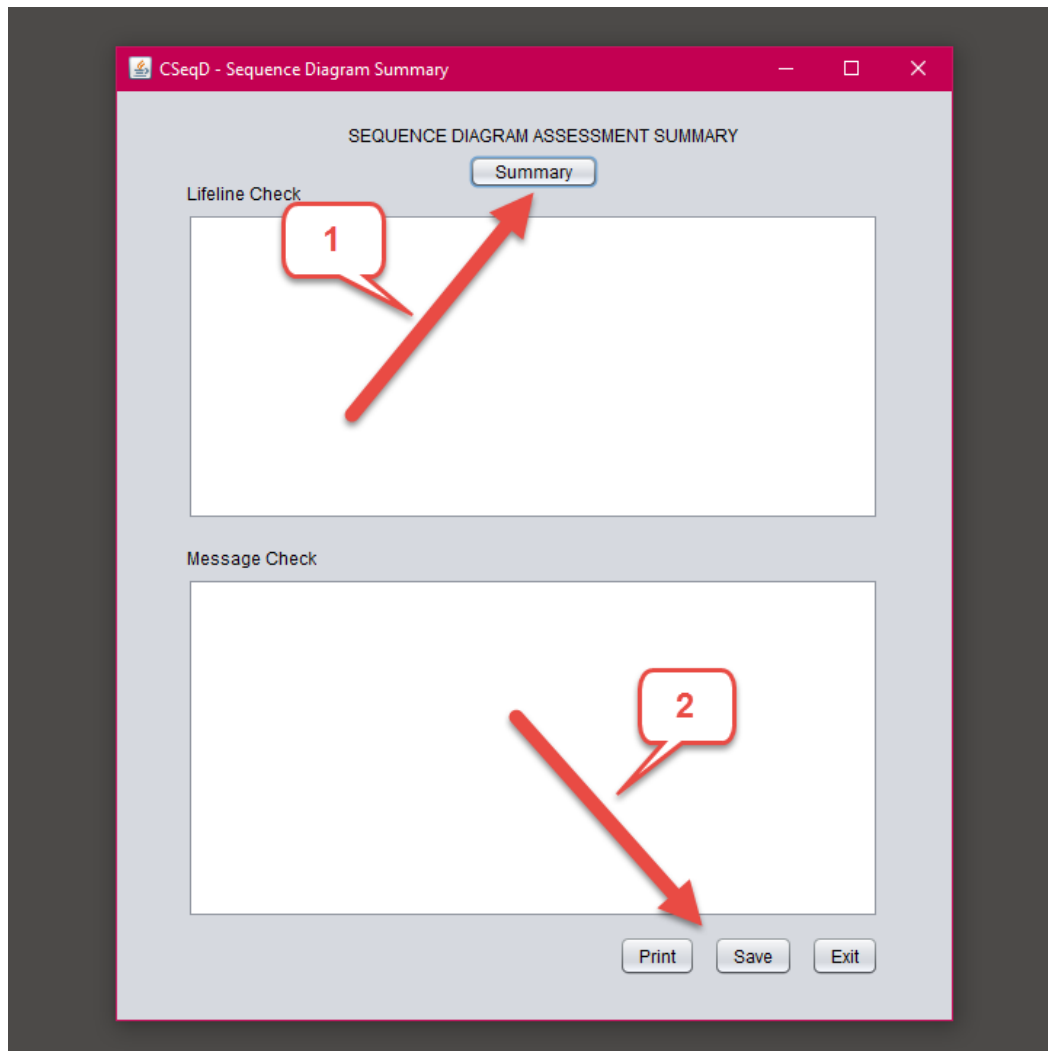 CSeqD - Sequence Diagram Summary
SEQUENCE DIAGRAM ASSESSMENT SUMMARY
Summary
Lifeline Check
1
Message Check
2
Print Save Exit